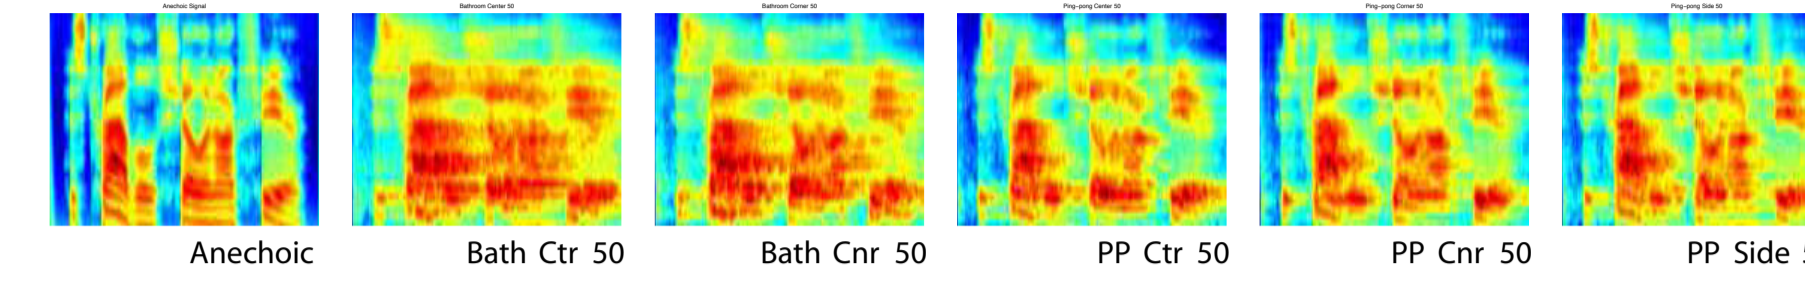 Anechoic Signal
Bathroom Center 50
Bathroom Corner 50
Ping-pong Center 50
Ping-pong Corner 50
Ping-pong Side 50
Anechoic
Bath Ctr 50
Bath Cnr 50
PP Ctr 50
PP Cnr 50
PP Side 5